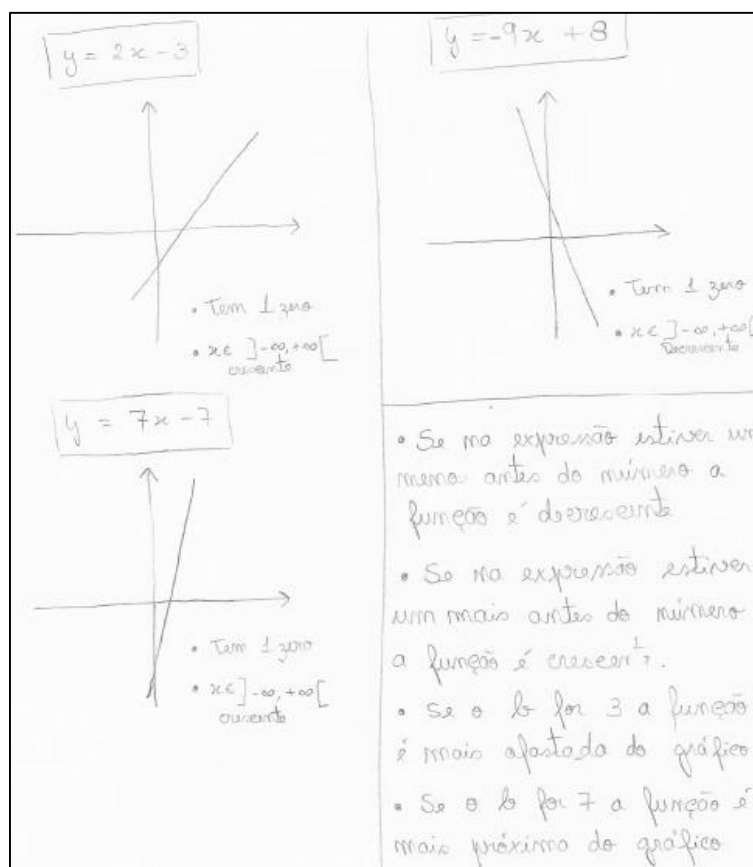 y = 2x - 3
• Tem 1 zero
• x ∈ ]-∞, +∞[
crescente
y = -9x + 8
• Tem 1 zero
• x ∈ ]-∞, +∞[
Decrescente
y = 7x - 7
• Tem 1 zero
• x ∈ ]-∞, +∞[
crescente
• Se na expressão estiver um
menos antes do número a
função é decrescente
• Se na expressão estiver
um mais antes do número
a função é crescente.
• Se o b for 3 a função
é mais afastada do gráfico
• Se o b for 7 a função é
mais próximo do gráfico